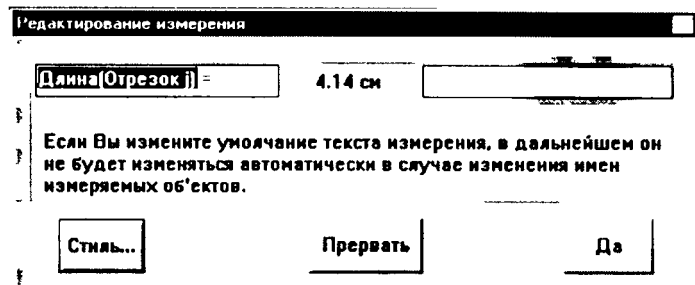 Редактирование измерения
Длина(Отрезок j) = 4.14 см
Если Вы измените умолчание текста измерения, в дальнейшем он
не будет изменяться автоматически в случае изменения имен
измеряемых об'ектов.
Стиль... Прервать Да